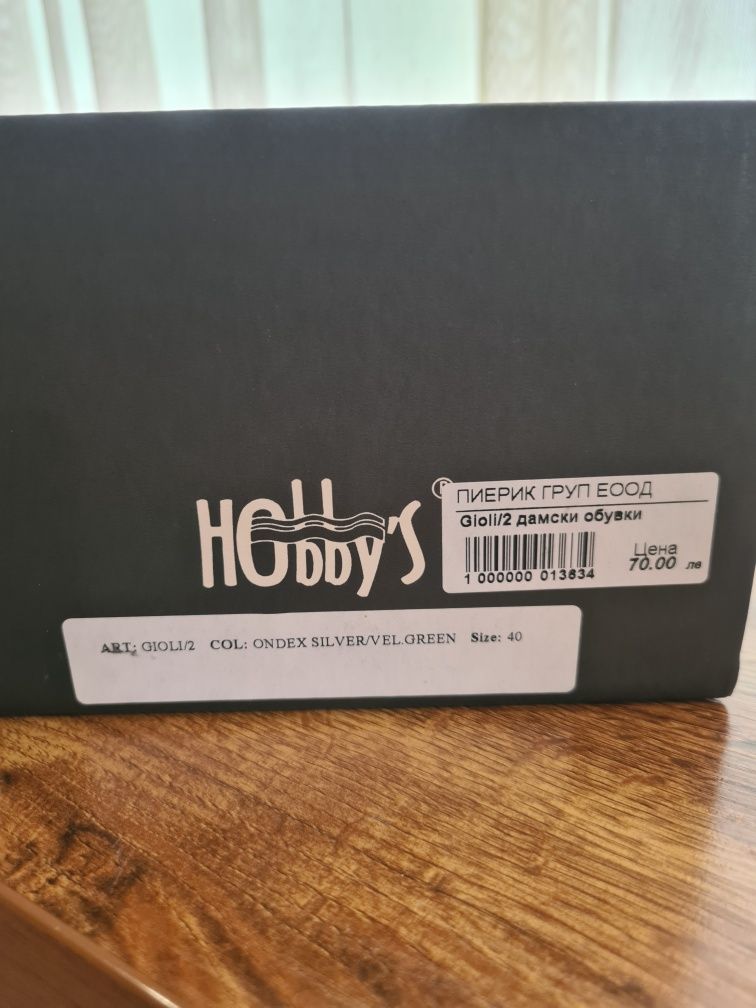 HObby'S ®
ПИЕРИК ГРУП ЕООД
Gioli/2 дамски обувки
Цена
70.00 лв
1 000000 013634
ART: GIOLI/2 COL: ONDEX SILVER/VEL.GREEN Size: 40